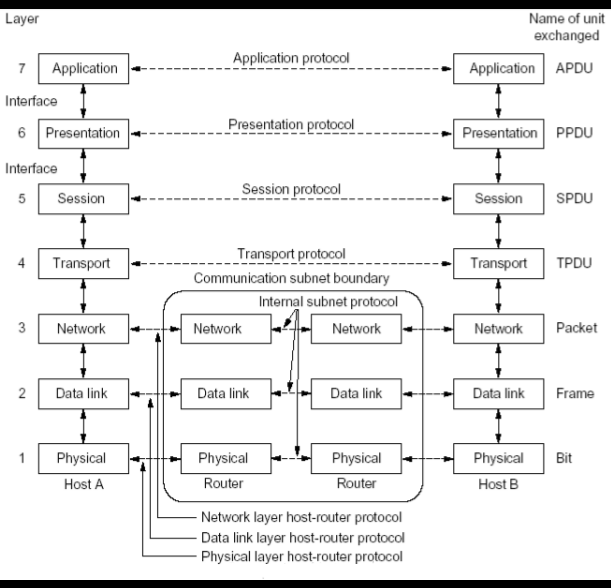 Layer
Name of unit
exchanged
7 Application Application protocol Application APDU
Interface
6 Presentation Presentation protocol Presentation PPDU
Interface
5 Session Session protocol Session SPDU
4 Transport Transport protocol Transport TPDU
Communication subnet boundary
Internal subnet protocol
3 Network Network Network Network Packet
2 Data link Data link Data link Data link Frame
1 Physical Physical Physical Physical Bit
Host A Router Router Host B
Network layer host-router protocol
Data link layer host-router protocol
Physical layer host-router protocol